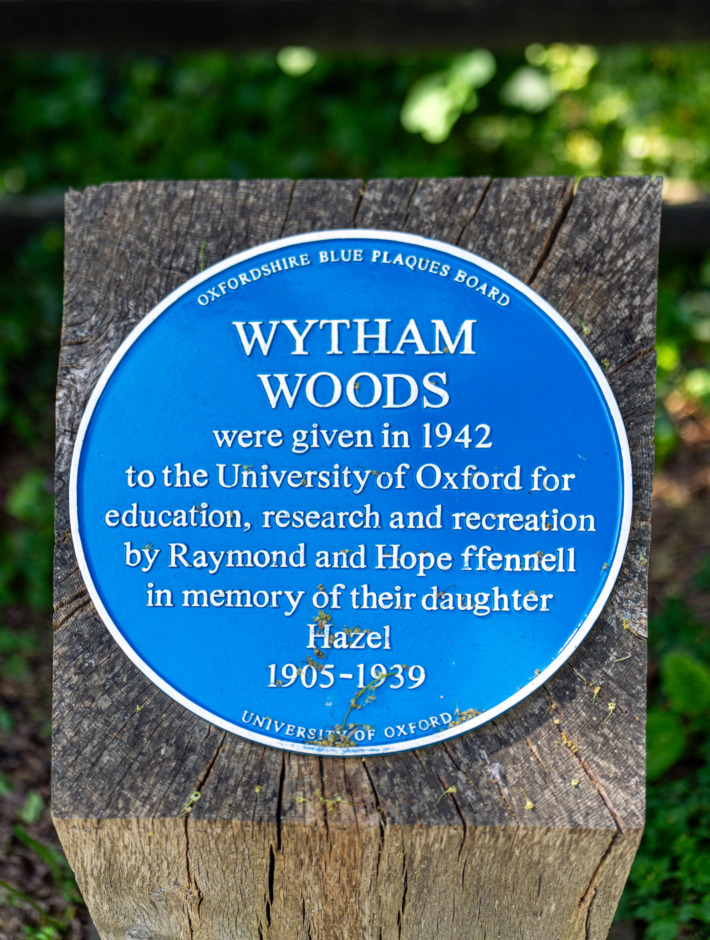 OXFORDSHIRE BLUE PLAQUES BOARD
WYTHAM
WOODS
were given in 1942
to the University of Oxford for
education, research and recreation
by Raymond and Hope ffennell
in memory of their daughter
Hazel
1905-1939
UNIVERSITY OF OXFORD